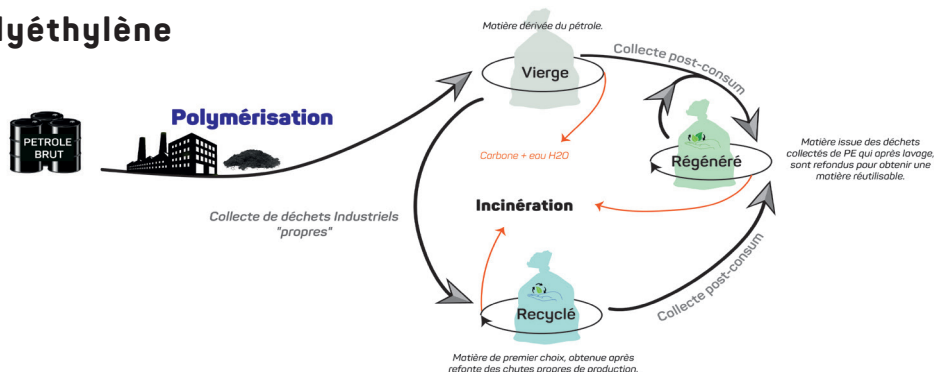 lyéthylène
Matière dérivée du pétrole.
Vierge
Collecte post-consum
PETROLE
BRUT
Polymérisation
Carbone + eau H2O
Régénéré
Matière issue des déchets
collectés de PE qui après lavage,
sont refondus pour obtenir une
matière réutilisable.
Collecte de déchets Industriels
"propres"
Incinération
Collecte post-consum
Recyclé
Matière de premier choix, obtenue après
refonte des chutes propres de production.